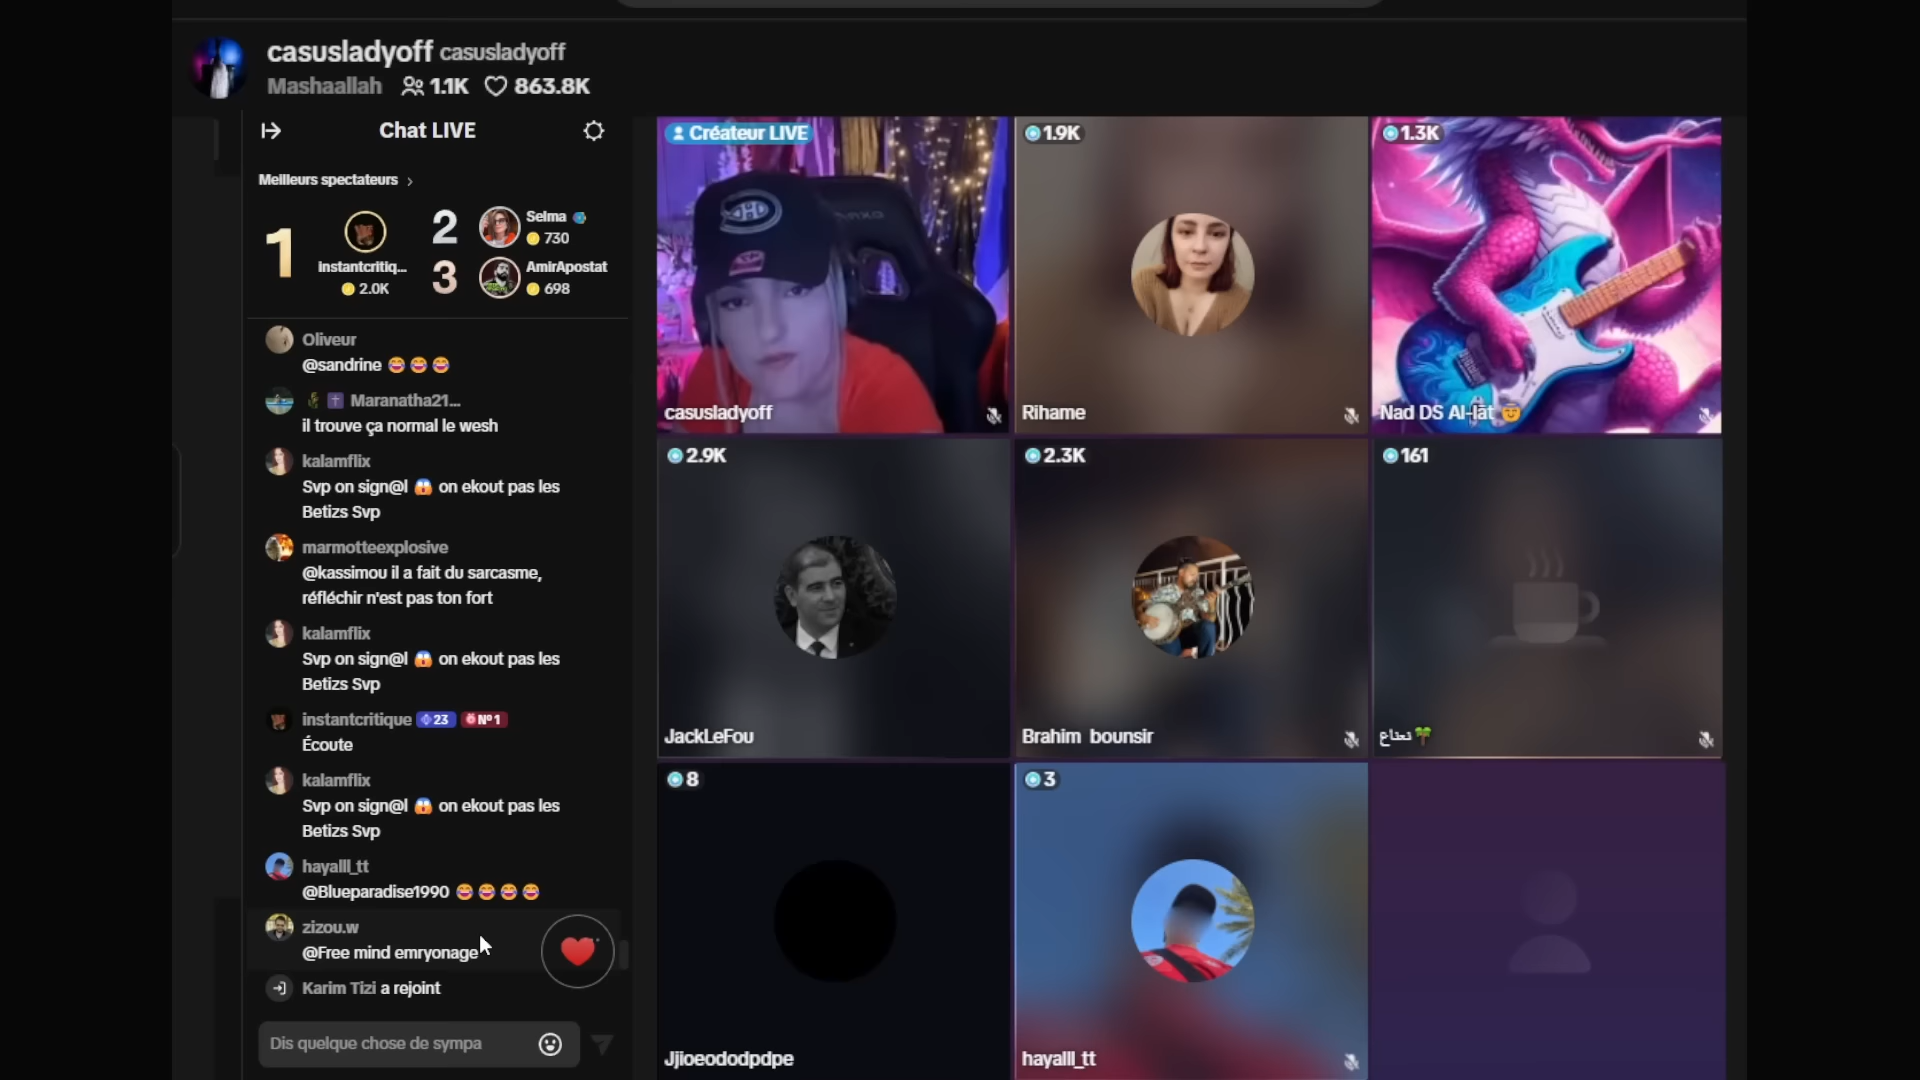 casusladyoff casusladyoff
Mashaallah 1.1K 863.8K
Chat LIVE
Meilleurs spectateurs
1
instantcritiq...
2.0K
2
Selma
730
3
AmirApostat
698
Oliveur
@sandrine 😂 😂 😂
Maranatha21...
il trouve ça normal le wesh
kalamflix
Svp on sign@l 😱 on ekout pas les
Betizs Svp
marmotteexplosive
@kassimou il a fait du sarcasme,
réfléchir n'est pas ton fort
kalamflix
Svp on sign@l 😱 on ekout pas les
Betizs Svp
instantcritique 23 N°1
Écoute
kalamflix
Svp on sign@l 😱 on ekout pas les
Betizs Svp
hayalll_tt
@Blueparadise1990 😂 😂 😂 😂
zizou.w
@Free mind emryonage
Karim Tizi a rejoint
Dis quelque chose de sympa
Créateur LIVE
casusladyoff
1.9K
Rihame
1.3K
Nad DS Al-lāt
2.9K
JackLeFou
2.3K
Brahim bounsir
161
نعناع🌴
8
Jjioeododpdpe
3
hayalll_tt